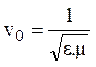 v₀ = 1 / √ε.μ